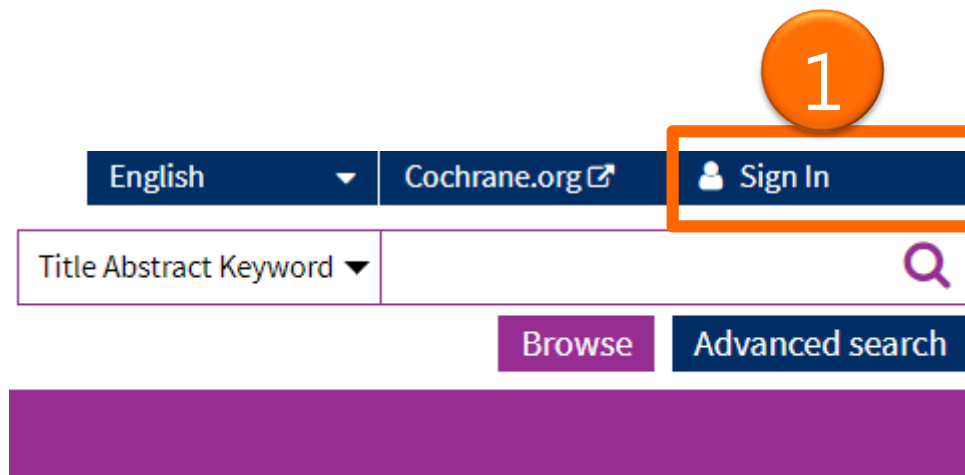 1
English Cochrane.org Sign In
Title Abstract Keyword
Browse Advanced search